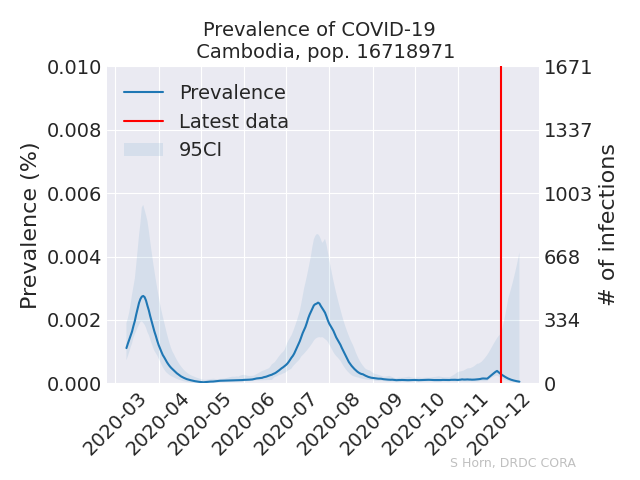 Prevalence of COVID-19
Cambodia, pop. 16718971
Prevalence (%)
0.010
0.008
0.006
0.004
0.002
0.000
Prevalence
Latest data
95CI
1671
1337
1003
668
334
0
# of infections
2020-03
2020-04
2020-05
2020-06
2020-07
2020-08
2020-09
2020-10
2020-11
2020-12
S Horn, DRDC CORA